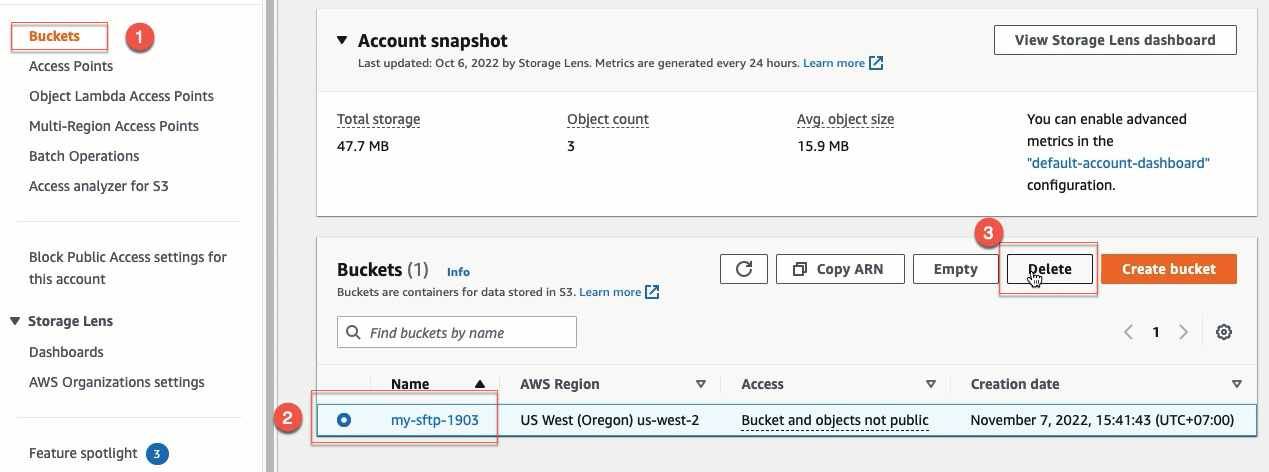 Buckets
1
Access Points
Object Lambda Access Points
Multi-Region Access Points
Batch Operations
Access analyzer for S3
Block Public Access settings for
this account
Storage Lens
Dashboards
AWS Organizations settings
Feature spotlight 3
Account snapshot
View Storage Lens dashboard
Last updated: Oct 6, 2022 by Storage Lens. Metrics are generated every 24 hours. Learn more
Total storage
47.7 MB
Object count
3
Avg. object size
15.9 MB
You can enable advanced
metrics in the
"default-account-dashboard"
configuration.
3
Buckets (1) Info
Copy ARN
Empty
Delete
Create bucket
Buckets are containers for data stored in S3. Learn more
Find buckets by name
1
Name AWS Region Access Creation date
2
my-sftp-1903 US West (Oregon) us-west-2 Bucket and objects not public November 7, 2022, 15:41:43 (UTC+07:00)